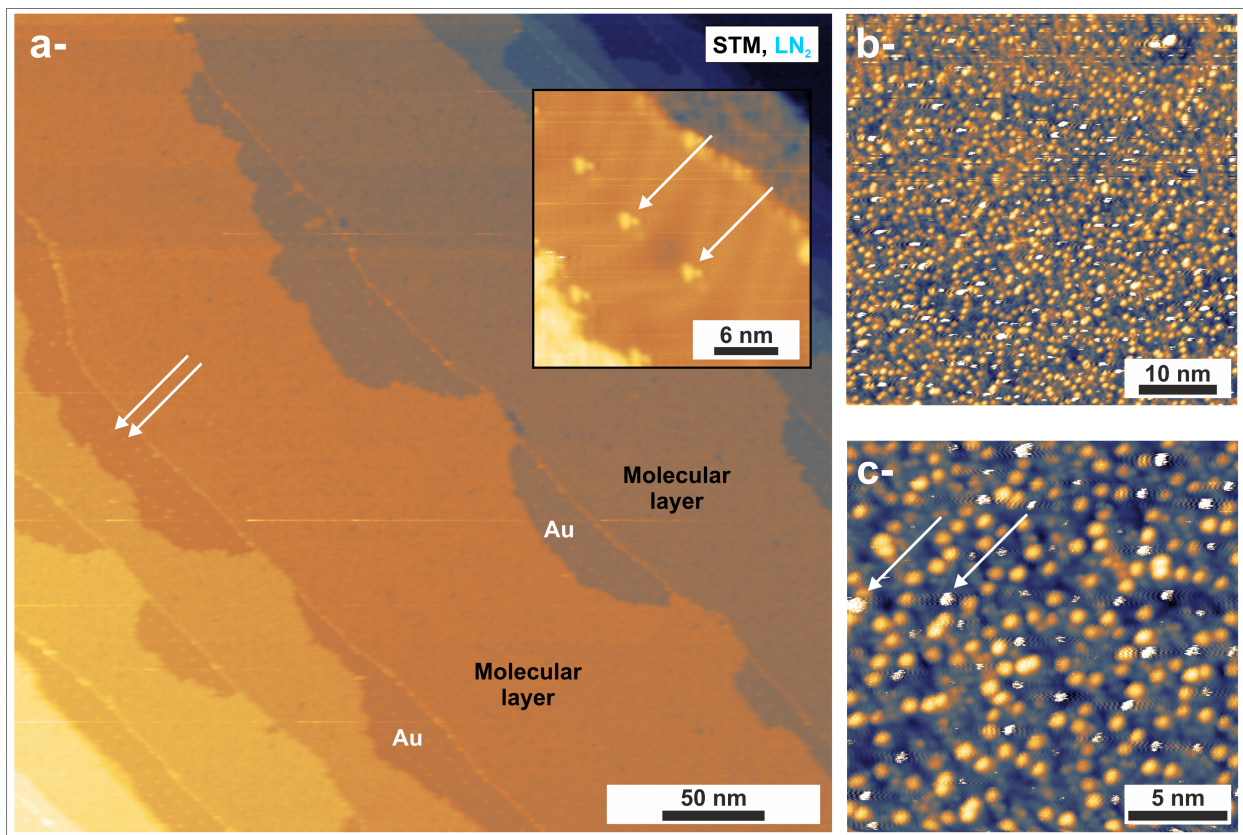 a-
STM, LN₂
6 nm
Molecular
layer
Au
Molecular
layer
Au
50 nm
b-
10 nm
c-
5 nm